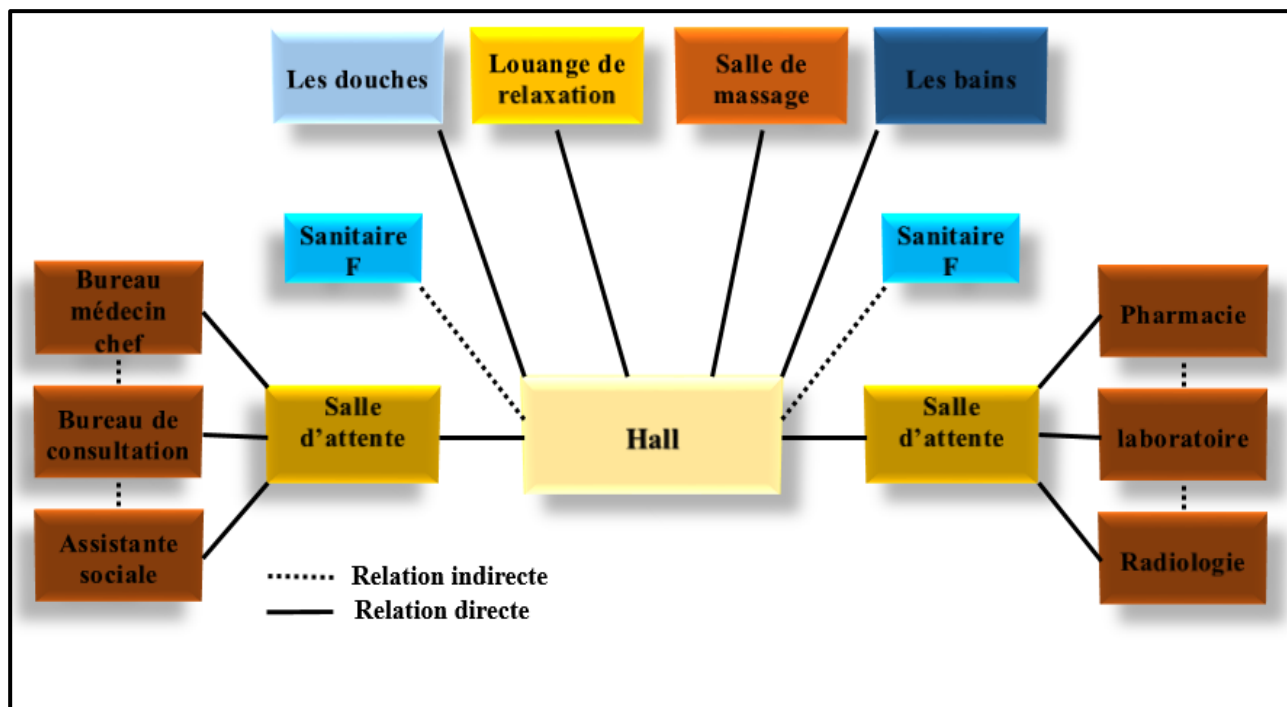 Les douches
Louange de
relaxation
Salle de
massage
Les bains
Sanitaire
F
Sanitaire
F
Bureau
médecin
chef
Bureau de
consultation
Assistante
sociale
Salle
d’attente
Hall
Salle
d’attente
Pharmacie
laboratoire
Radiologie
Relation indirecte
Relation directe